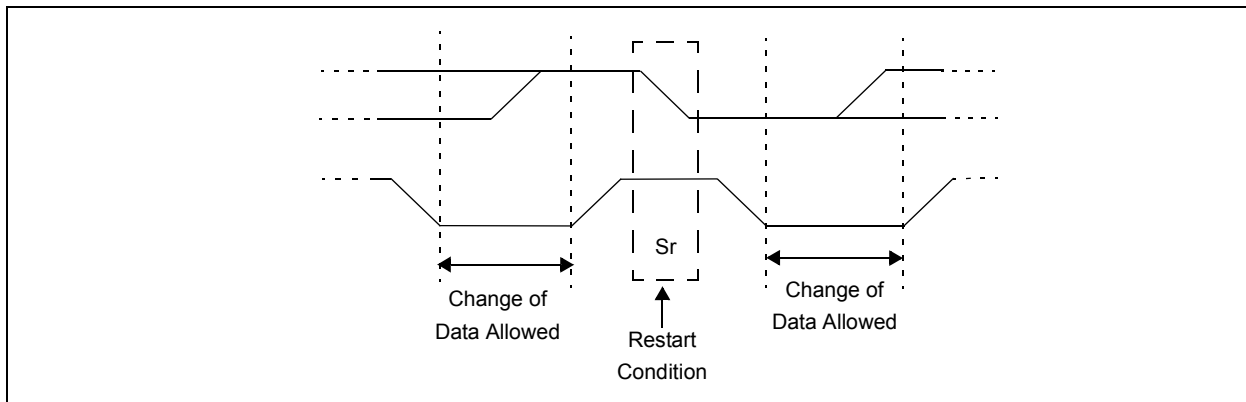 Sr
Change of
Data Allowed
Restart
Condition
Change of
Data Allowed